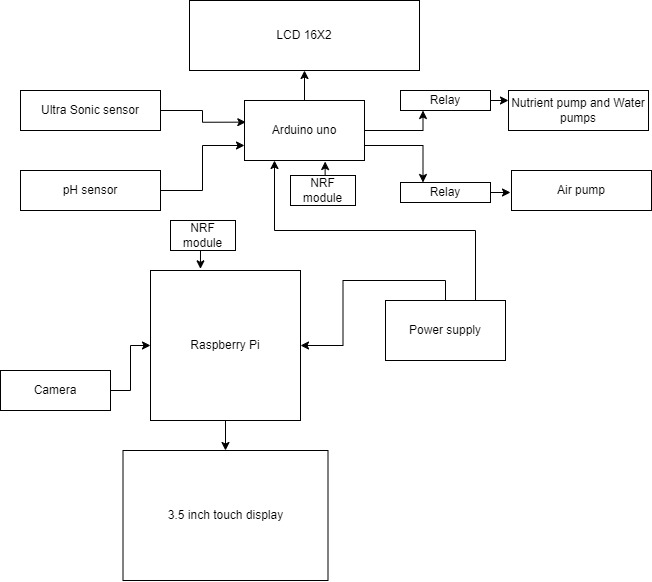 LCD 16X2
Ultra Sonic sensor
Arduino uno
Relay
Nutrient pump and Water
pumps
pH sensor
NRF
module
Relay
Air pump
NRF
module
Raspberry Pi
Power supply
Camera
3.5 inch touch display